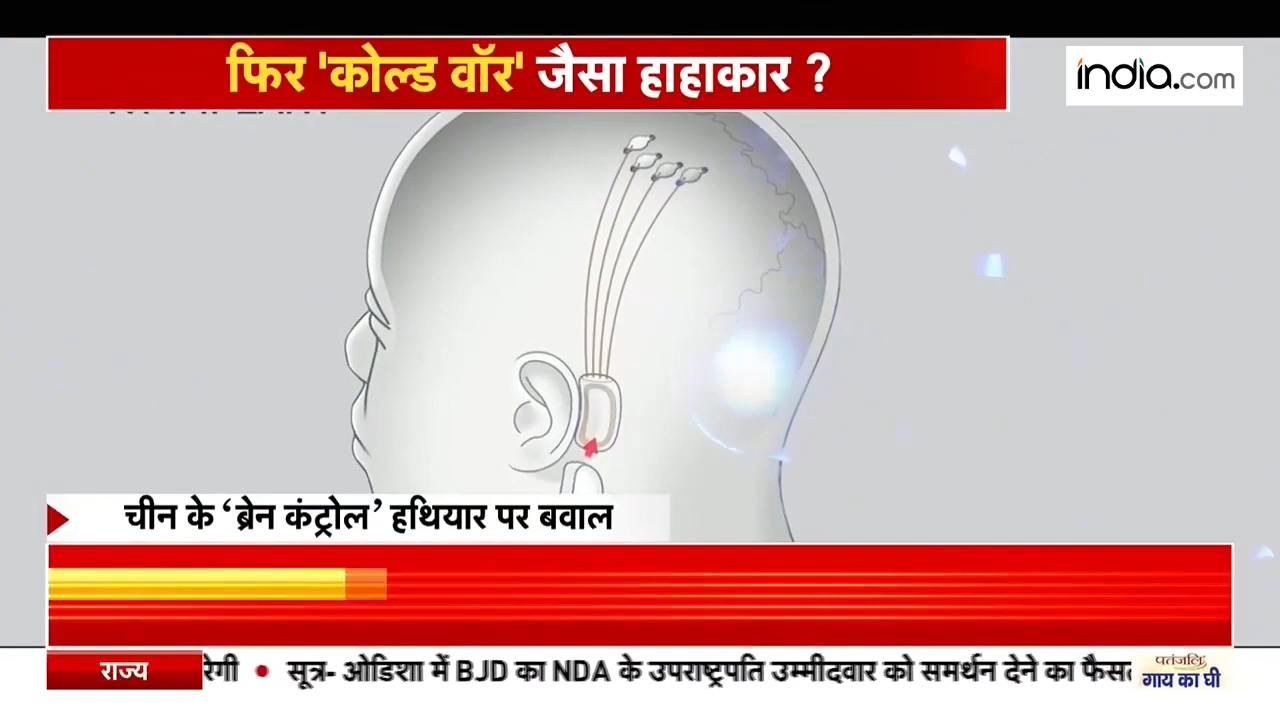 फिर 'कोल्ड वॉर' जैसा हाहाकार ?
india.com
चीन के ‘ब्रेन कंट्रोल’ हथियार पर बवाल
राज्य
रेगी • सूत्र- ओडिशा में BJD का NDA के उपराष्ट्रपति उम्मीदवार को समर्थन देने का
पतंजलि
गाय का घी